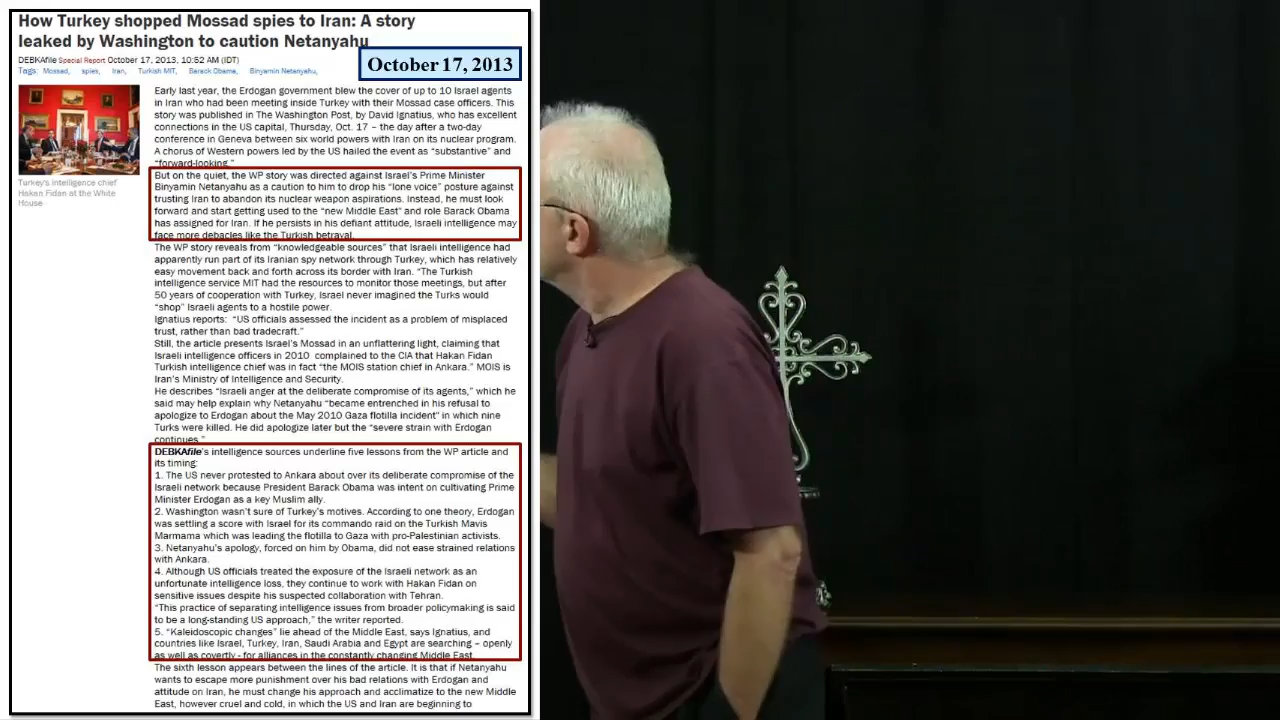 How Turkey shopped Mossad spies to Iran: A story
leaked by Washington to caution Netanyahu
DEBKAfile Special Report October 17, 2013, 10:52 AM (IDT)
Tags: Mossad, spies, Iran, Turkish MIT, Barack Obama, Binyamin Netanyahu,
October 17, 2013
Early last year, the Erdogan government blew the cover of up to 10 Israel agents
in Iran who had been meeting inside Turkey with their Mossad case officers. This
story was published in The Washington Post, by David Ignatius, who has excellent
connections in the US capital, Thursday, Oct. 17 – the day after a two-day
conference in Geneva between six world powers with Iran on its nuclear program.
A chorus of Western powers led by the US hailed the event as "substantive" and
"forward-looking."
Turkey's intelligence chief
Hakan Fidan at the White
House
But on the quiet, the WP story was directed against Israel's Prime Minister
Binyamin Netanyahu as a caution to him to drop his "lone voice" posture against
trusting Iran to abandon its nuclear weapon aspirations. Instead, he must look
forward and start getting used to the "new Middle East" and role Barack Obama
has assigned for Iran. If he persists in his defiant attitude, Israeli intelligence may
face more debacles like the Turkish betrayal.
The WP story reveals from "knowledgeable sources" that Israeli intelligence had
apparently run part of its Iranian spy network through Turkey, which has relatively
easy movement back and forth across its border with Iran. "The Turkish
intelligence service MIT had the resources to monitor those meetings, but after
50 years of cooperation with Turkey, Israel never imagined the Turks would
"shop" Israeli agents to a hostile power.
Ignatius reports: "US officials assessed the incident as a problem of misplaced
trust, rather than bad tradecraft."
Still, the article presents Israel's Mossad in an unflattering light, claiming that
Israeli intelligence officers in 2010 complained to the CIA that Hakan Fidan
Turkish intelligence chief was in fact "the MOIS station chief in Ankara." MOIS is
Iran's Ministry of Intelligence and Security.
He describes "Israeli anger at the deliberate compromise of its agents," which he
said may help explain why Netanyahu "became entrenched in his refusal to
apologize to Erdogan about the May 2010 Gaza flotilla incident" in which nine
Turks were killed. He did apologize later but the "severe strain with Erdogan
continues."
DEBKAfile's intelligence sources underline five lessons from the WP article and
its timing:
1. The US never protested to Ankara about over its deliberate compromise of the
Israeli network because President Barack Obama was intent on cultivating Prime
Minister Erdogan as a key Muslim ally.
2. Washington wasn't sure of Turkey's motives. According to one theory, Erdogan
was settling a score with Israel for its commando raid on the Turkish Mavis
Marmama which was leading the flotilla to Gaza with pro-Palestinian activists.
3. Netanyahu's apology, forced on him by Obama, did not ease strained relations
with Ankara.
4. Although US officials treated the exposure of the Israeli network as an
unfortunate intelligence loss, they continue to work with Hakan Fidan on
sensitive issues despite his suspected collaboration with Tehran.
"This practice of separating intelligence issues from broader policymaking is said
to be a long-standing US approach," the writer reported.
5. "Kaleidoscopic changes" lie ahead of the Middle East, says Ignatius, and
countries like Israel, Turkey, Iran, Saudi Arabia and Egypt are searching – openly
as well as covertly - for alliances in the constantly changing Middle East.
The sixth lesson appears between the lines of the article. It is that if Netanyahu
wants to escape more punishment over his bad relations with Erdogan and
attitude on Iran, he must change his approach and acclimatize to the new Middle
East, however cruel and cold, in which the US and Iran are beginning to